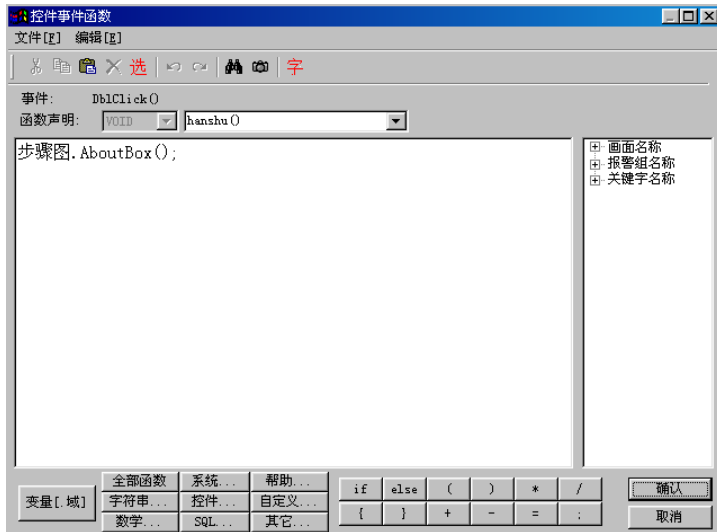 控件事件函数
文件[F] 编辑[E]
选 字
事件: DblClick()
函数声明: VOID hanshu()
步骤图.AboutBox();
画面名称
报警组名称
关键字名称
变量[.域]
全部函数 系统... 帮助...
字符串... 控件... 自定义...
数学... SQL... 其它...
if else ( ) * /
{ } + - = ;
确认
取消